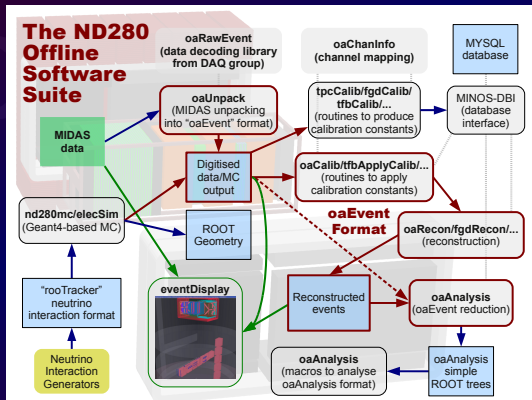 The ND280
Offline
Software
Suite
oaRawEvent
(data decoding library
from DAQ group)
oaChanInfo
(channel mapping)
MYSQL
database
MIDAS
data
oaUnpack
(MIDAS unpacking
into "oaEvent" format)
tpcCalib/fgdCalib/
tfbCalib/...
(routines to produce
calibration constants)
MINOS-DBI
(database
interface)
Digitised
data/MC
output
oaCalib/tfbApplyCalib/...
(routines to apply
calibration constants)
nd280mc/elecSim
(Geant4-based MC)
ROOT
Geometry
oaEvent
Format
oaRecon/fgdRecon/...
(reconstruction)
"rooTracker"
neutrino
interaction format
eventDisplay
Reconstructed
events
oaAnalysis
(oaEvent reduction)
Neutrino
Interaction
Generators
oaAnalysis
(macros to analyse
oaAnalysis format)
oaAnalysis
simple
ROOT trees